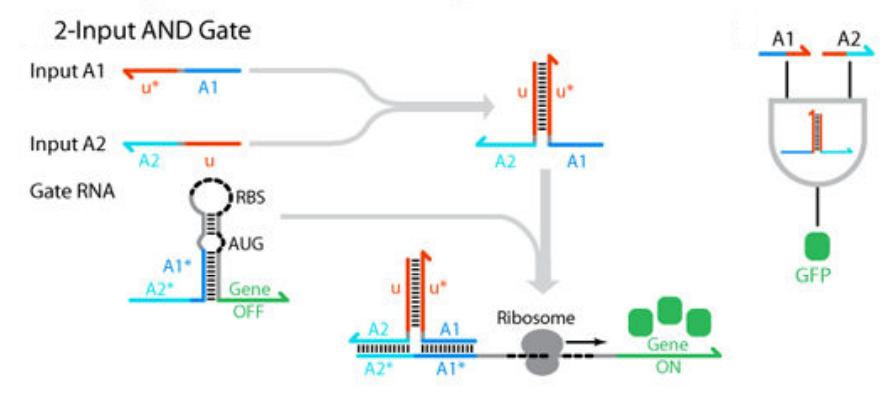 2-Input AND Gate
Input A1
u* A1
Input A2
A2 u
Gate RNA
RBS
AUG
A1*
A2* Gene
OFF
u u*
A2 A1
u u*
A2 A1
A2* A1*
Ribosome
Gene
ON
A1 A2
GFP